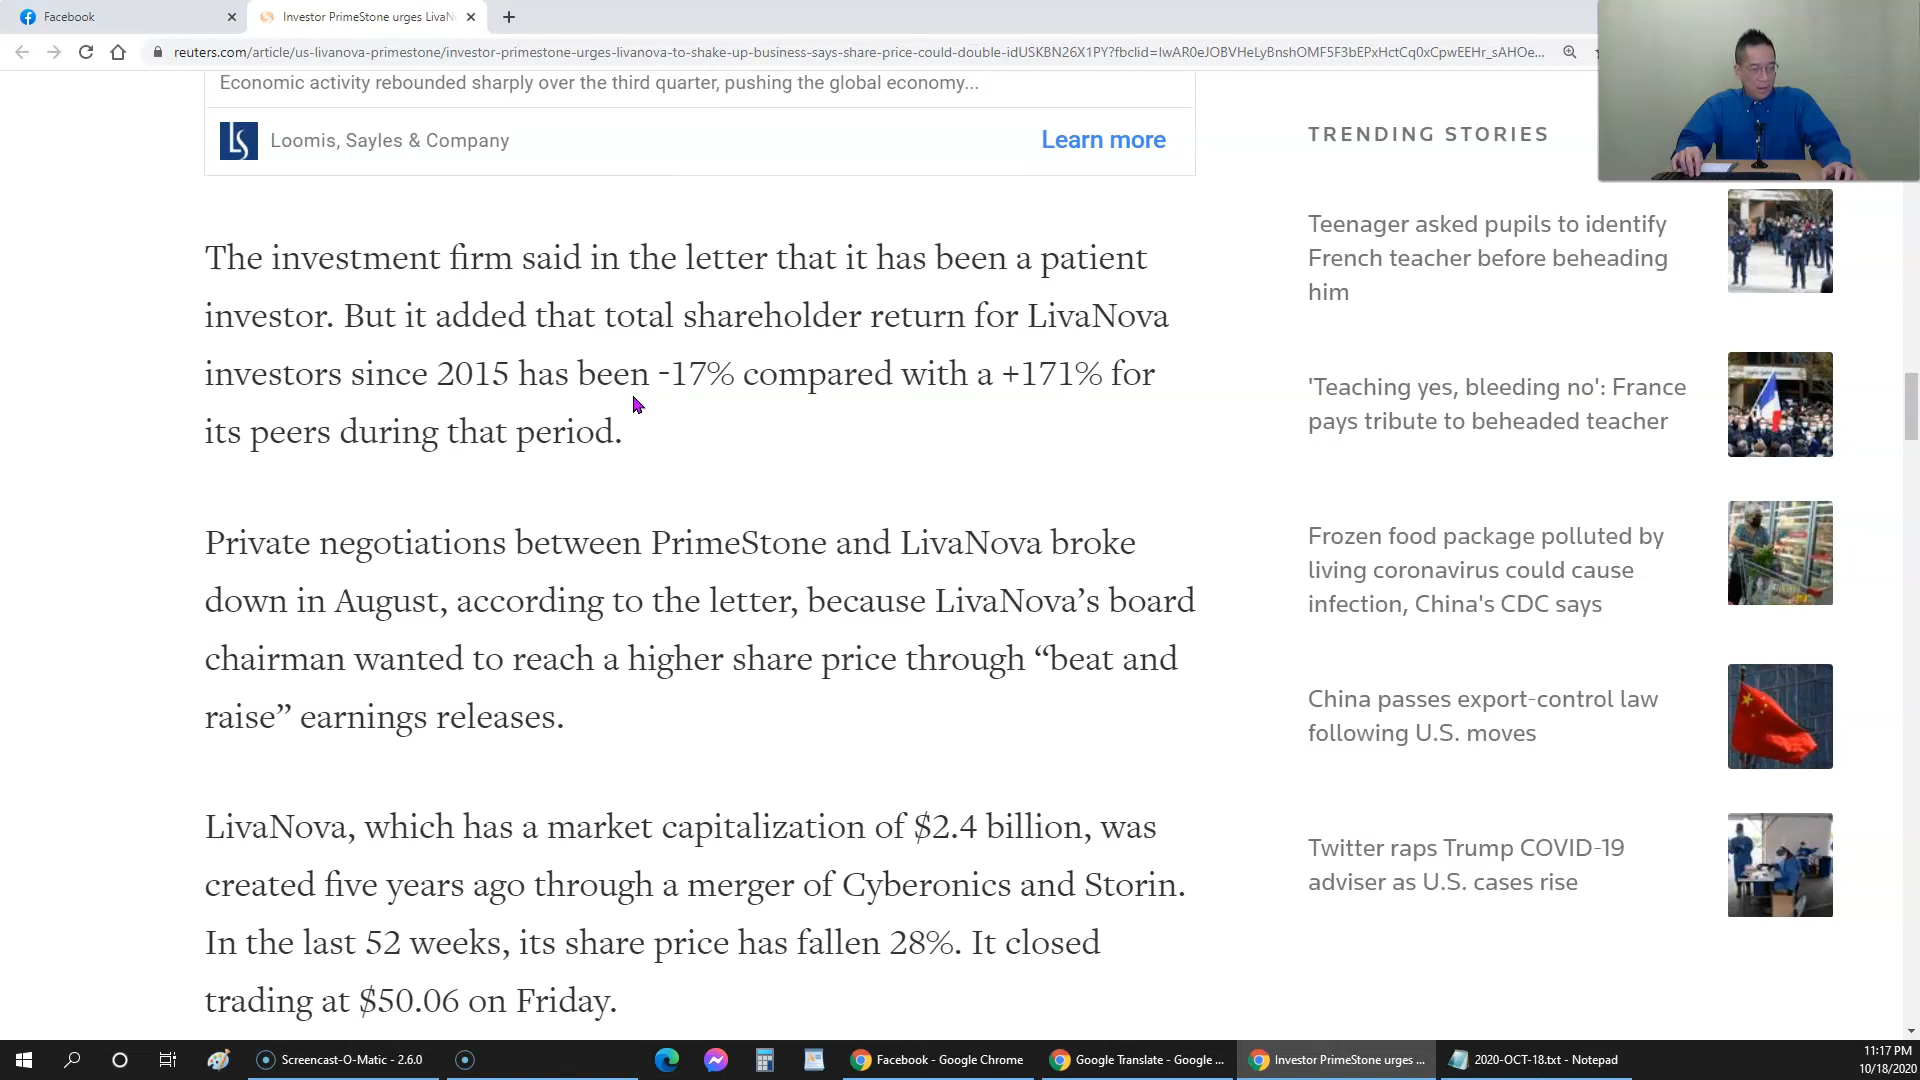 Facebook
Investor PrimeStone urges LivaN
reuters.com/article/us-livanova-primestone/investor-primestone-urges-livanova-to-shake-up-business-says-share-price-could-double-idUSKBN26X1PY?fbclid=IwAR0eJOBVHeLyBnshOMF5F3bEPxHctCq0xCpwEEHr_sAHOe...
Economic activity rebounded sharply over the third quarter, pushing the global economy...
LS
Loomis, Sayles & Company
Learn more
The investment firm said in the letter that it has been a patient
investor. But it added that total shareholder return for LivaNova
investors since 2015 has been -17% compared with a +171% for
its peers during that period.
Private negotiations between PrimeStone and LivaNova broke
down in August, according to the letter, because LivaNova’s board
chairman wanted to reach a higher share price through “beat and
raise” earnings releases.
LivaNova, which has a market capitalization of $2.4 billion, was
created five years ago through a merger of Cyberonics and Storin.
In the last 52 weeks, its share price has fallen 28%. It closed
trading at $50.06 on Friday.
TRENDING STORIES
Teenager asked pupils to identify
French teacher before beheading
him
'Teaching yes, bleeding no': France
pays tribute to beheaded teacher
Frozen food package polluted by
living coronavirus could cause
infection, China's CDC says
China passes export-control law
following U.S. moves
Twitter raps Trump COVID-19
adviser as U.S. cases rise
Screencast-O-Matic - 2.6.0
Facebook - Google Chrome
Google Translate - Google ...
Investor PrimeStone urges ...
2020-OCT-18.txt - Notepad
11:17 PM
10/18/2020